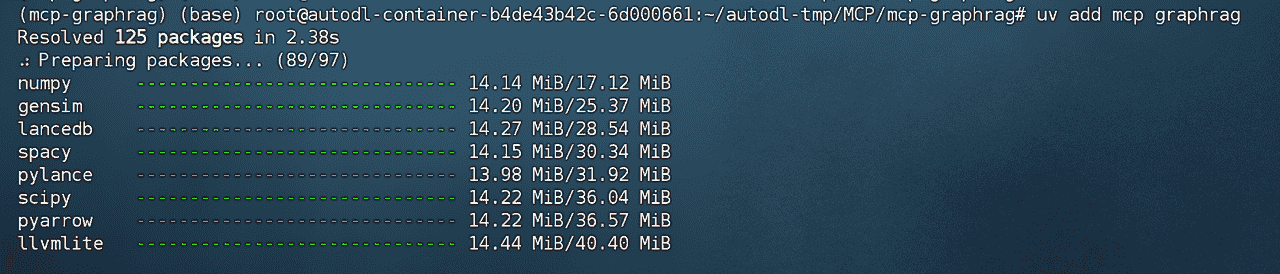 (mcp-graphrag) (base) root@autodl-container-b4de43b42c-6d000661:~/autodl-tmp/MCP/mcp-graphrag# uv add mcp graphrag
Resolved 125 packages in 2.38s
⠴ Preparing packages... (89/97)
numpy      ------------------------------ 14.14 MiB/17.12 MiB
gensim     ------------------------------ 14.20 MiB/25.37 MiB
lancedb    ------------------------------ 14.27 MiB/28.54 MiB
spacy      ------------------------------ 14.15 MiB/30.34 MiB
pylance    ------------------------------ 13.98 MiB/31.92 MiB
scipy      ------------------------------ 14.22 MiB/36.04 MiB
pyarrow    ------------------------------ 14.22 MiB/36.57 MiB
llvmlite   ------------------------------ 14.44 MiB/40.40 MiB